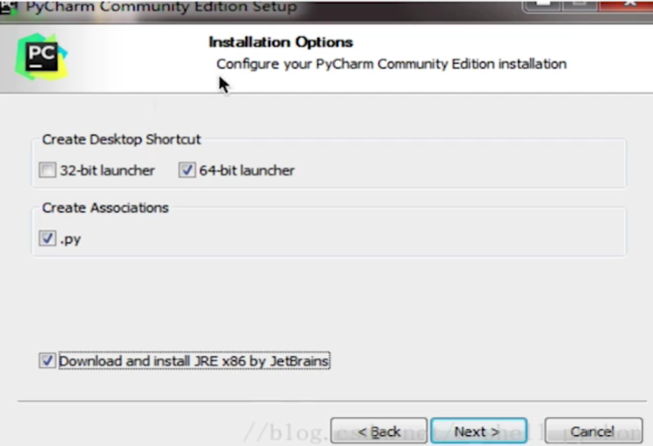 PyCharm Community Edition Setup
PC
Installation Options
Configure your PyCharm Community Edition installation
Create Desktop Shortcut
32-bit launcher 64-bit launcher
Create Associations
.py
Download and install JRE x86 by JetBrains
//blog.
< Back Next > Cancel